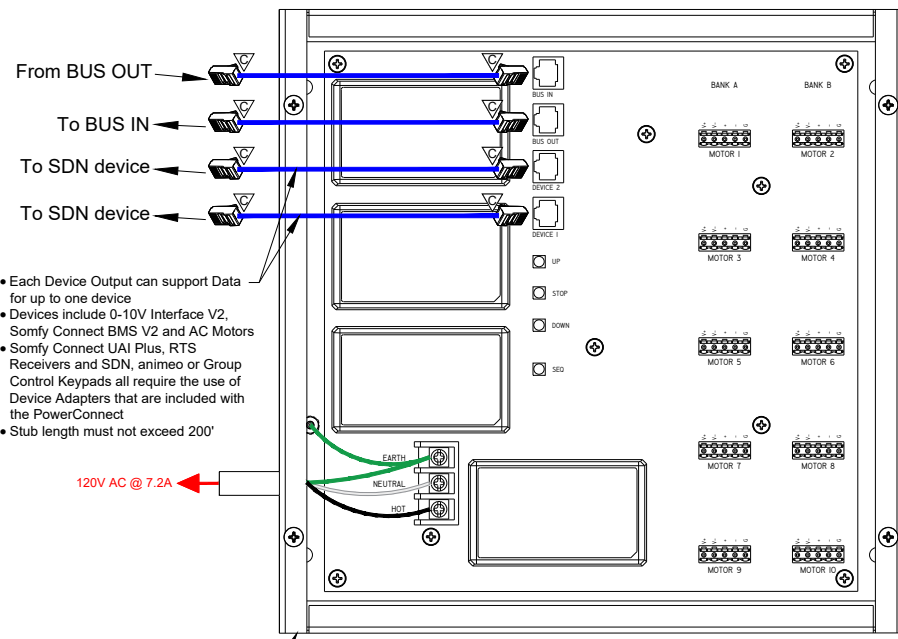 From BUS OUT
C
C
BUS IN
To BUS IN
C
C
BUS OUT
To SDN device
C
C
DEVICE 2
To SDN device
C
C
DEVICE 1
BANK A
BANK B
V+ V- + - G
MOTOR 1
V+ V- + - G
MOTOR 2
V+ V- + - G
MOTOR 3
V+ V- + - G
MOTOR 4
V+ V- + - G
MOTOR 5
V+ V- + - G
MOTOR 6
V+ V- + - G
MOTOR 7
V+ V- + - G
MOTOR 8
V+ V- + - G
MOTOR 9
V+ V- + - G
MOTOR 10
UP
STOP
DOWN
SEQ
• Each Device Output can support Data
for up to one device
• Devices include 0-10V Interface V2,
Somfy Connect BMS V2 and AC Motors
• Somfy Connect UAI Plus, RTS
Receivers and SDN, animeo or Group
Control Keypads all require the use of
Device Adapters that are included with
the PowerConnect
• Stub length must not exceed 200'
EARTH
NEUTRAL
HOT
120V AC @ 7.2A